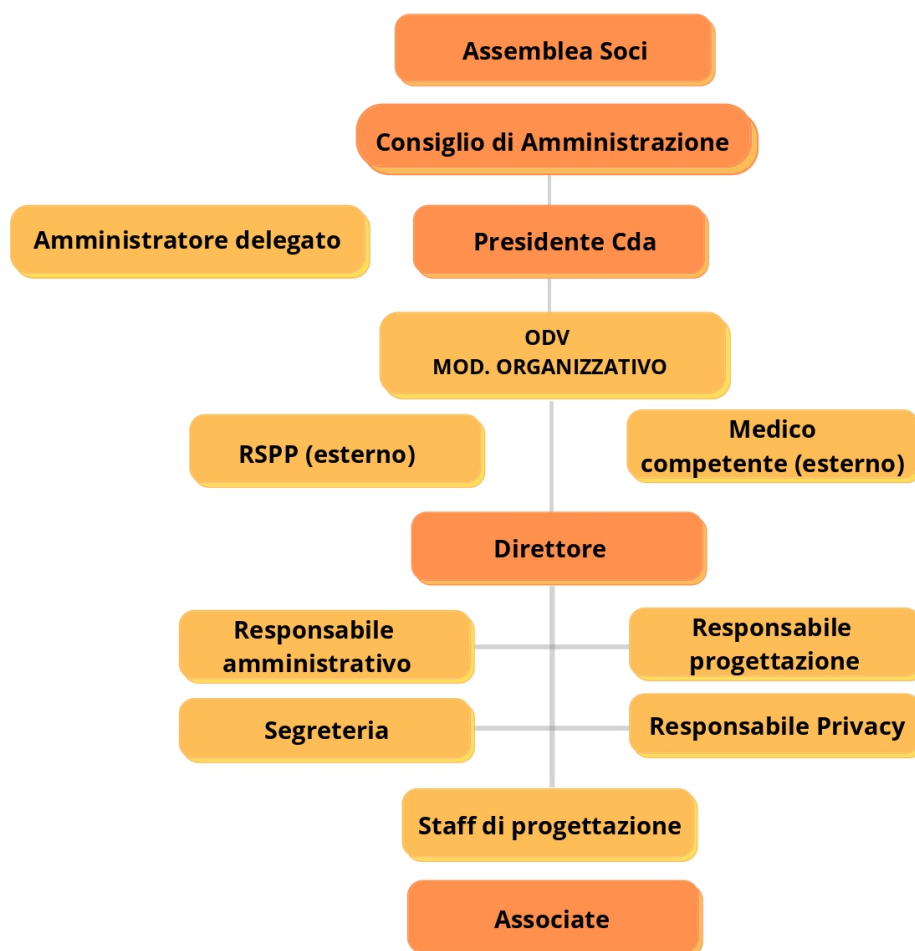 Assemblea Soci
Consiglio di Amministrazione
Amministratore delegato
Presidente Cda
ODV
MOD. ORGANIZZATIVO
RSPP (esterno)
Medico
competente (esterno)
Direttore
Responsabile
amministrativo
Responsabile
progettazione
Segreteria
Responsabile Privacy
Staff di progettazione
Associate